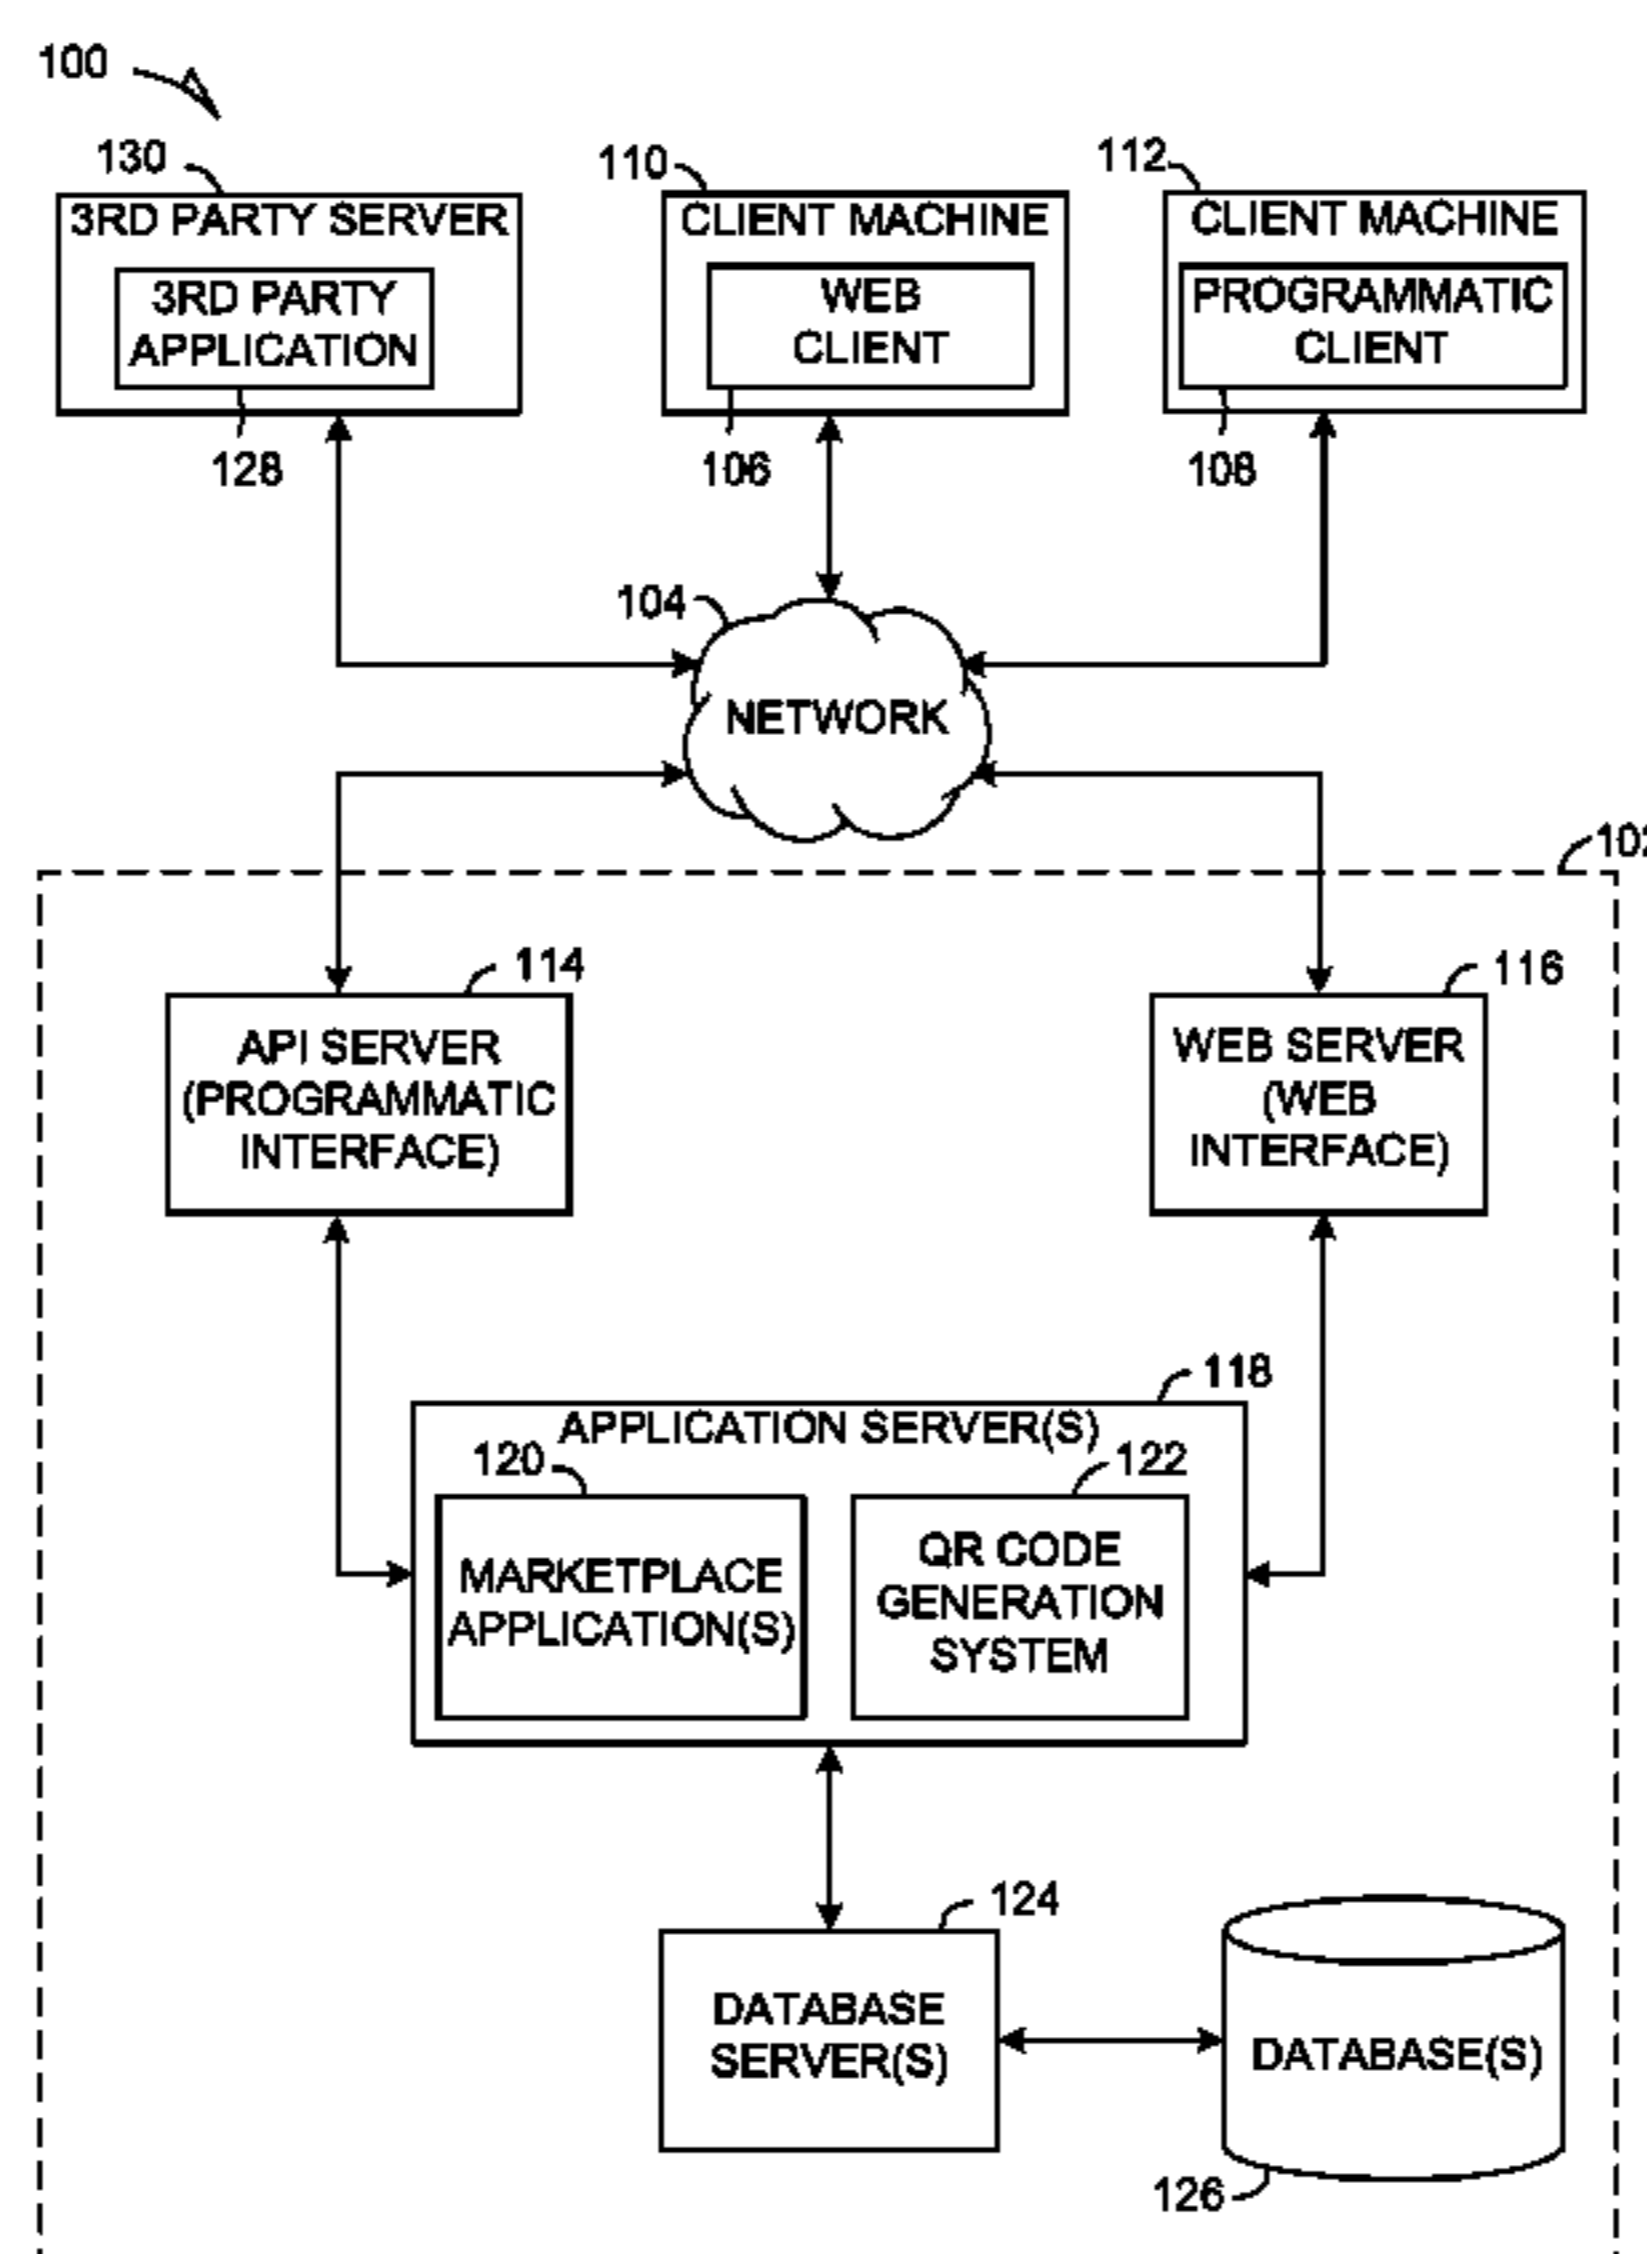 100
130
110
112
3RD PARTY SERVER
CLIENT MACHINE
CLIENT MACHINE
3RD PARTY
APPLICATION
WEB
CLIENT
PROGRAMMATIC
CLIENT
128
106
108
104
NETWORK
102
114
116
API SERVER
(PROGRAMMATIC
INTERFACE)
WEB SERVER
(WEB
INTERFACE)
118
APPLICATION SERVER(S)
120
122
MARKETPLACE
APPLICATION(S)
QR CODE
GENERATION
SYSTEM
124
DATABASE
SERVER(S)
DATABASE(S)
126